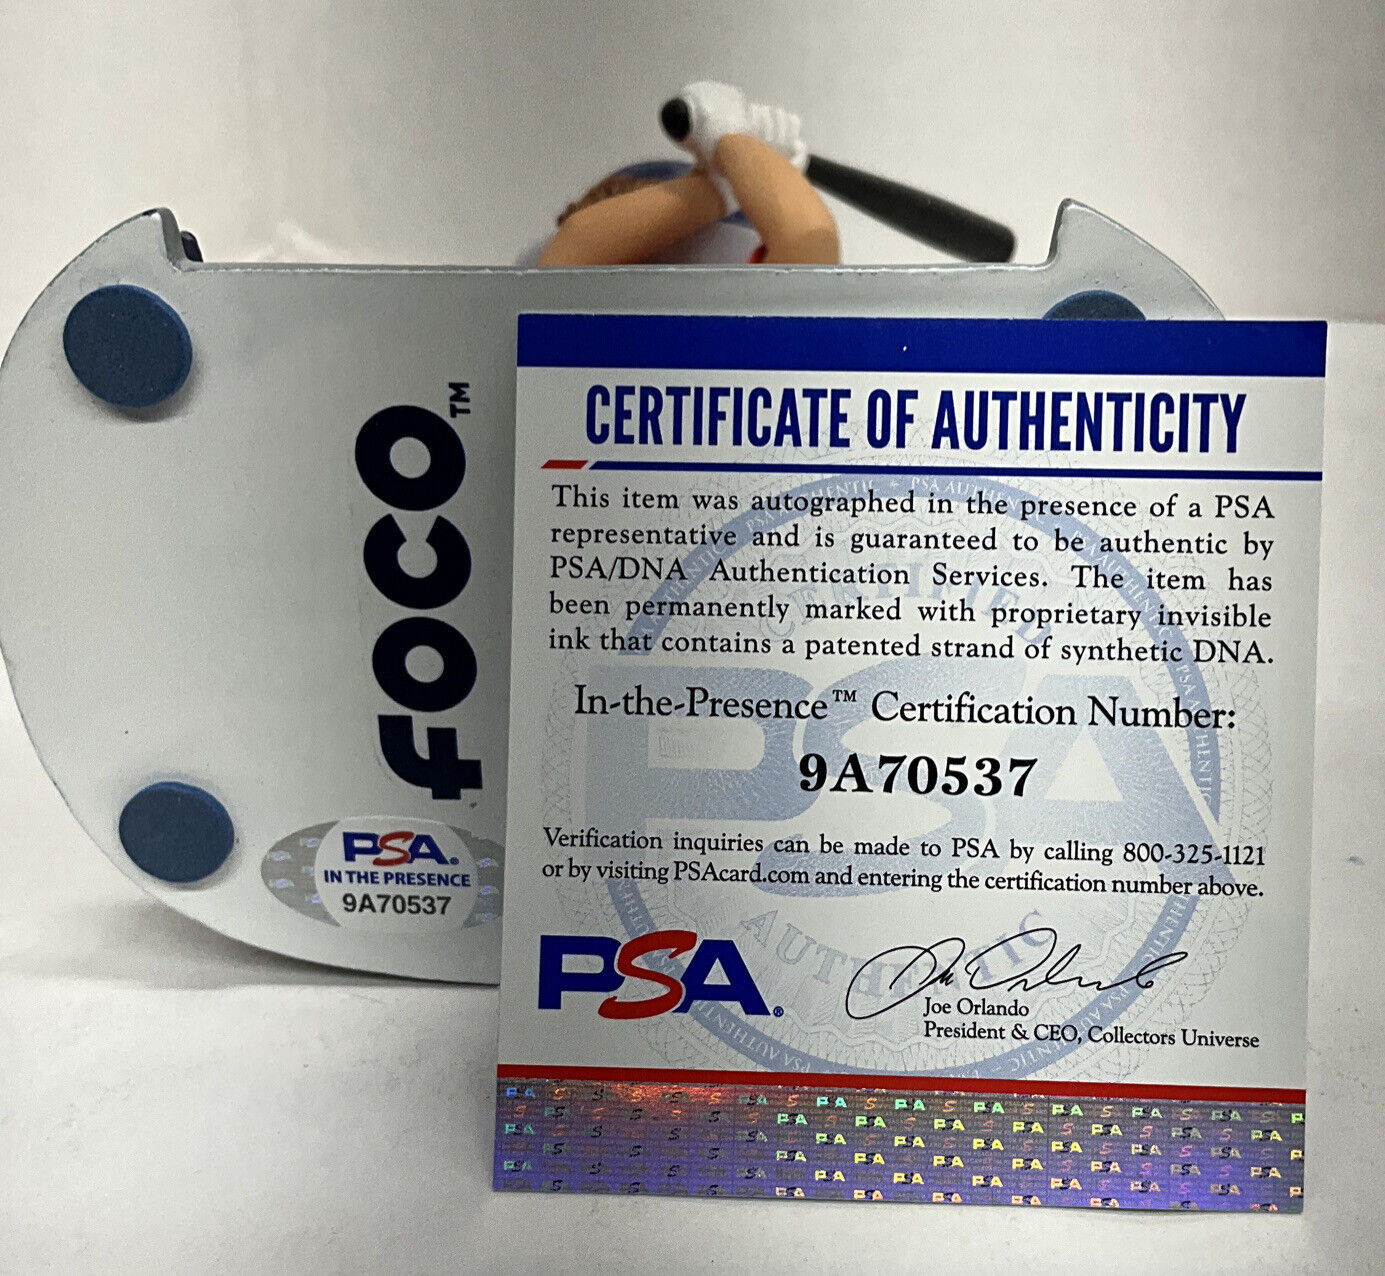 FOCO™
PSA.
IN THE PRESENCE
9A70537
CERTIFICATE OF AUTHENTICITY
This item was autographed in the presence of a PSA
representative and is guaranteed to be authentic by
PSA/DNA Authentication Services. The item has
been permanently marked with proprietary invisible
ink that contains a patented strand of synthetic DNA.
In-the-Presence™ Certification Number:
9A70537
Verification inquiries can be made to PSA by calling 800-325-1121
or by visiting PSAcard.com and entering the certification number above.
PSA®
Joe Orlando
President & CEO, Collectors Universe
CERTIFIED
PSA
AUTHENTIC